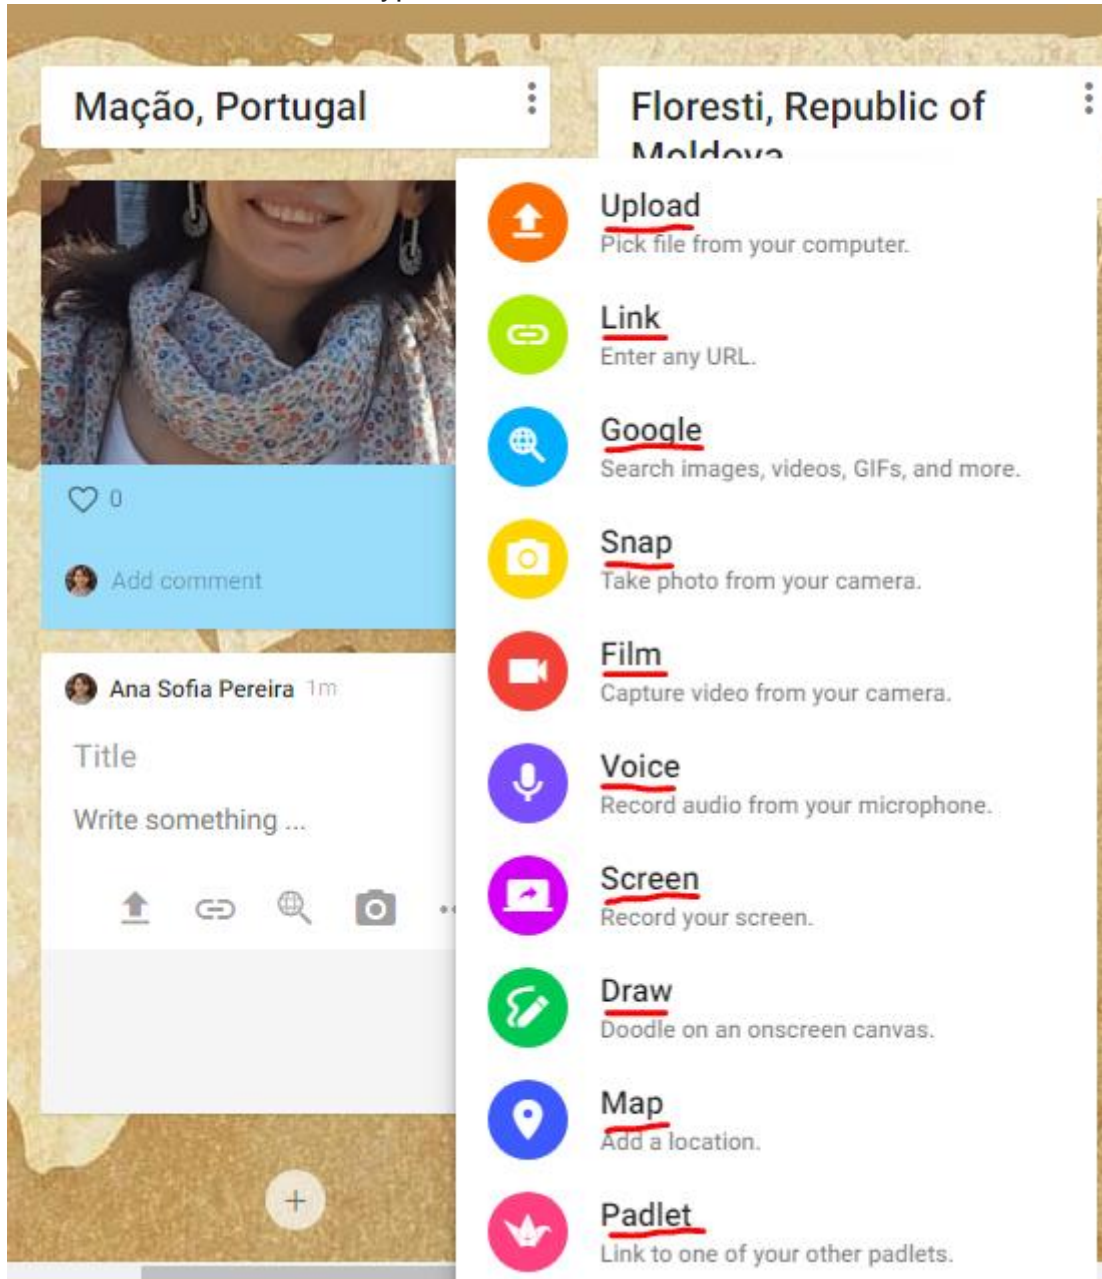 Mação, Portugal
Floresti, Republic of
Moldova
Upload
Pick file from your computer.
Link
Enter any URL.
Google
Search images, videos, GIFs, and more.
Snap
Take photo from your camera.
Film
Capture video from your camera.
Voice
Record audio from your microphone.
Screen
Record your screen.
Draw
Doodle on an onscreen canvas.
Map
Add a location.
Padlet
Link to one of your other padlets.
0
Add comment
Ana Sofia Pereira 1m
Title
Write something ...